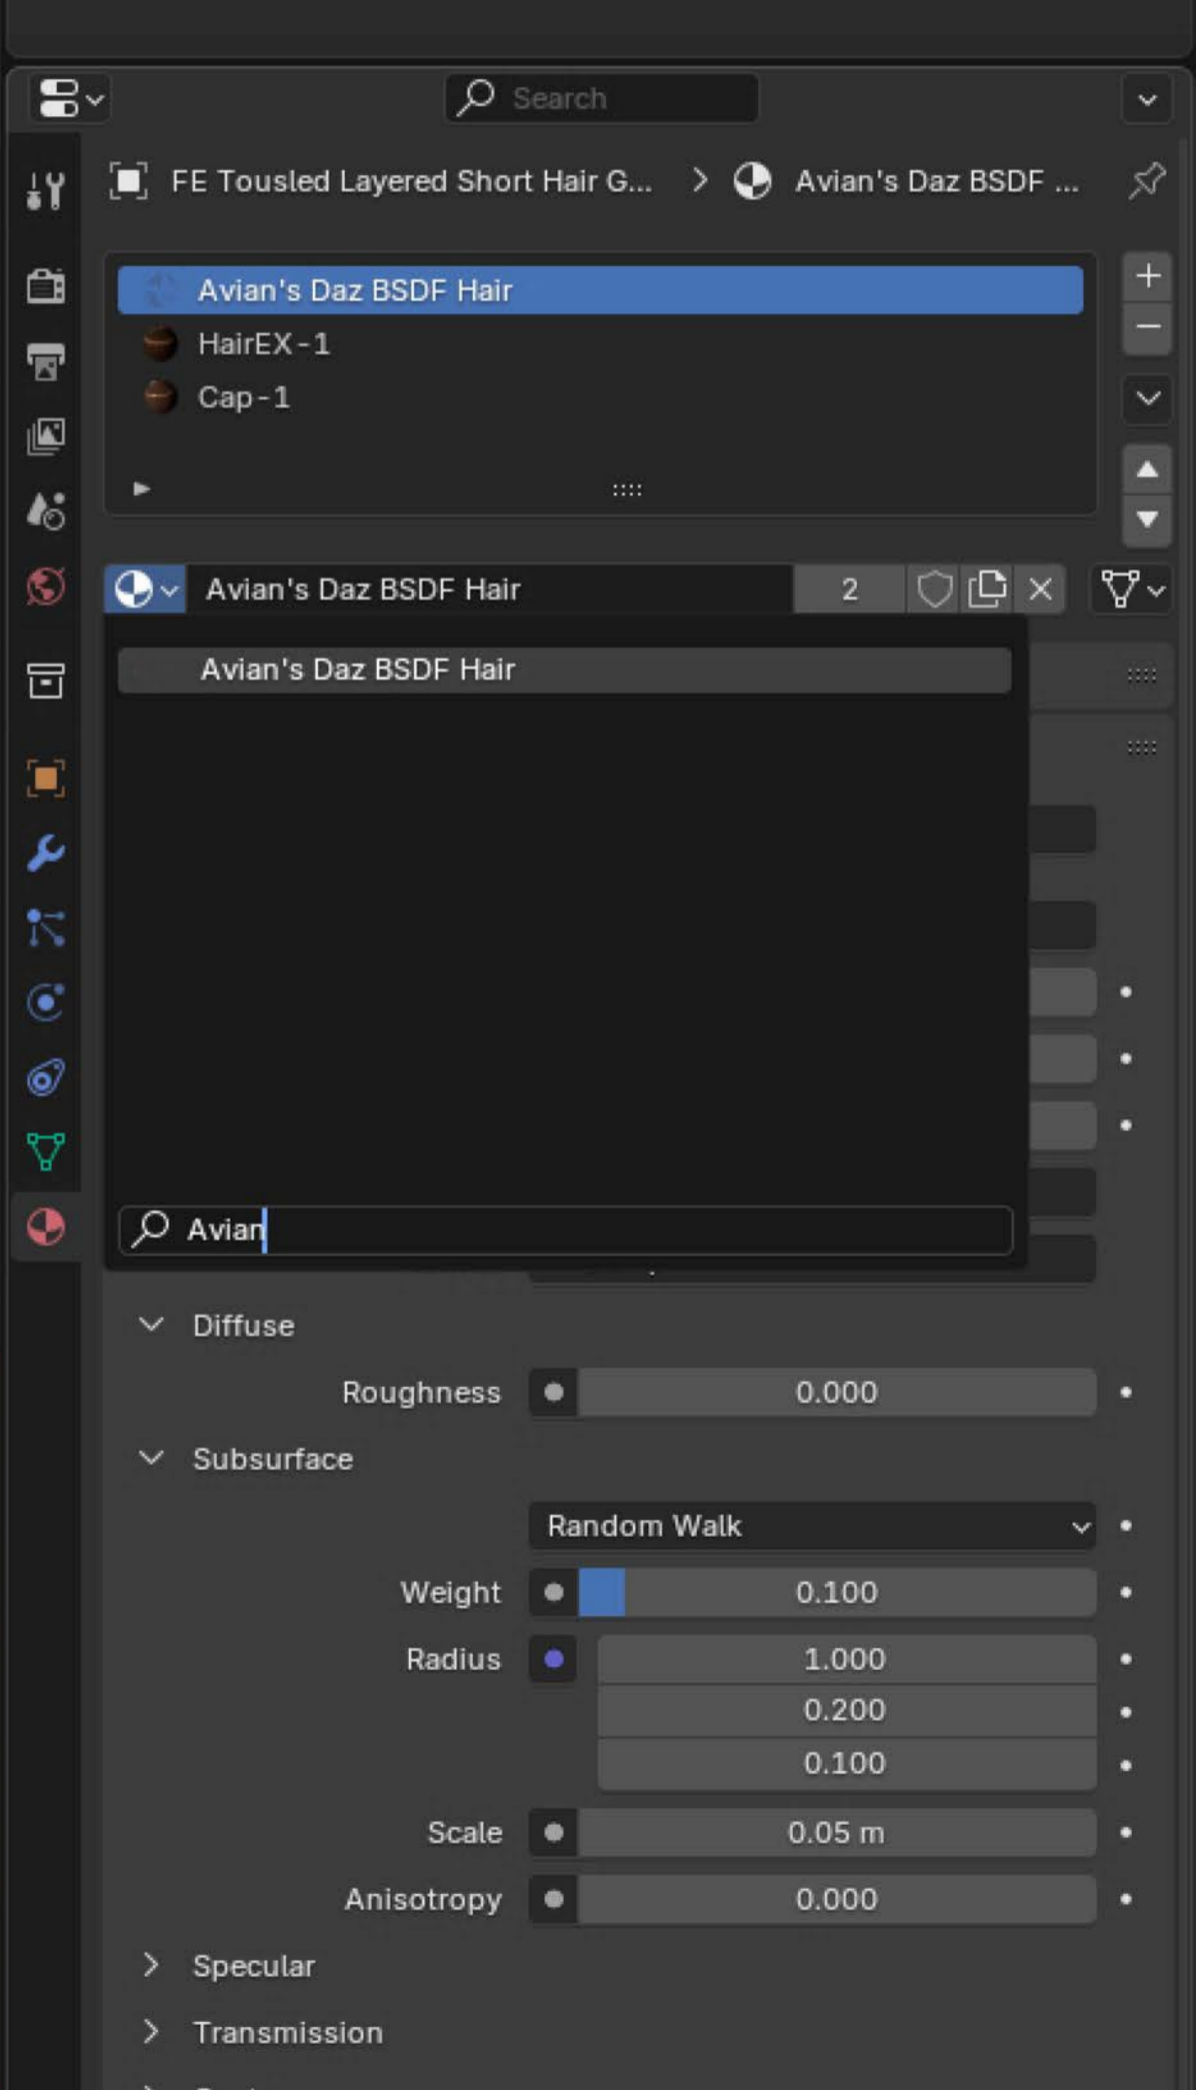 Search
FE Tousled Layered Short Hair G... > Avian's Daz BSDF ...
Avian's Daz BSDF Hair
HairEX-1
Cap-1
Avian's Daz BSDF Hair 2
Avian's Daz BSDF Hair
Avian
Diffuse
Roughness 0.000
Subsurface
Random Walk
Weight 0.100
Radius 1.000
0.200
0.100
Scale 0.05 m
Anisotropy 0.000
Specular
Transmission